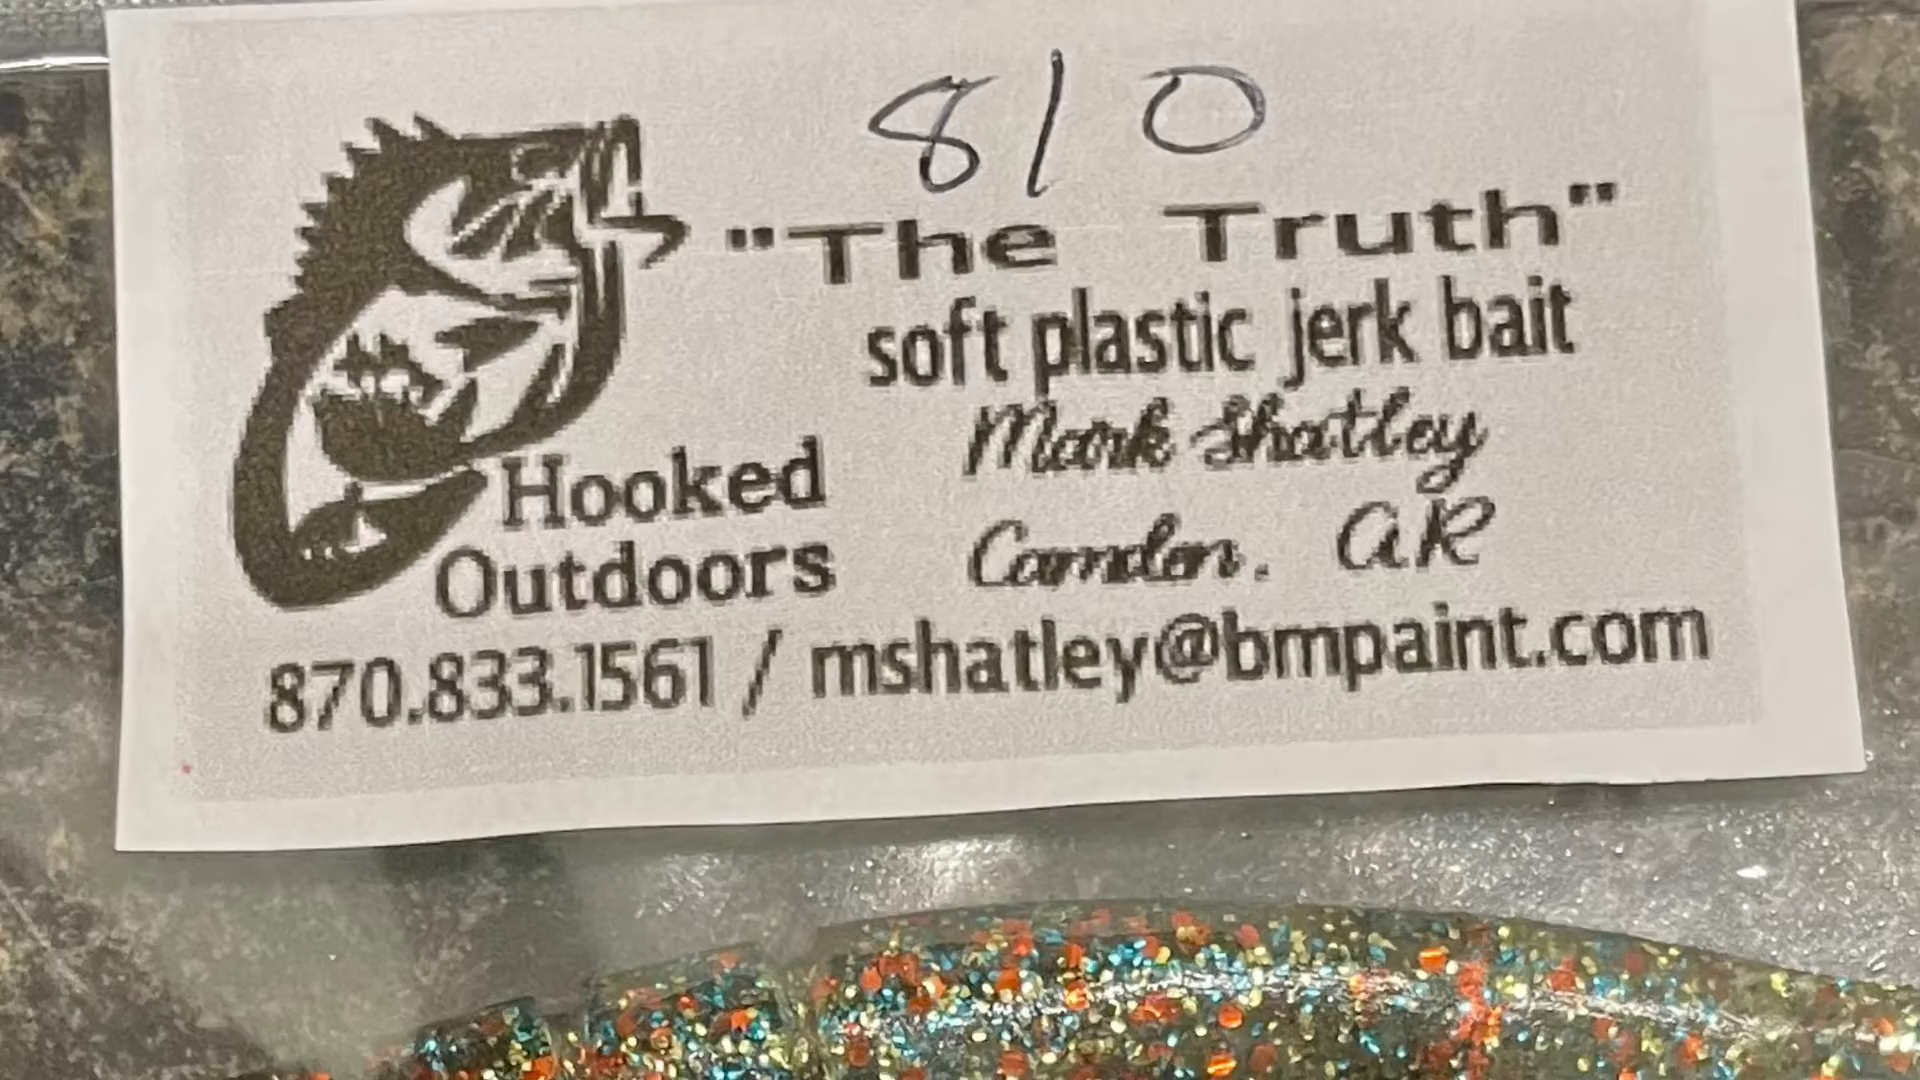 810
"The Truth"
soft plastic jerk bait
Mark Shatley
Hooked
Outdoors
Camden. AR
870.833.1561 / mshatley@bmpaint.com